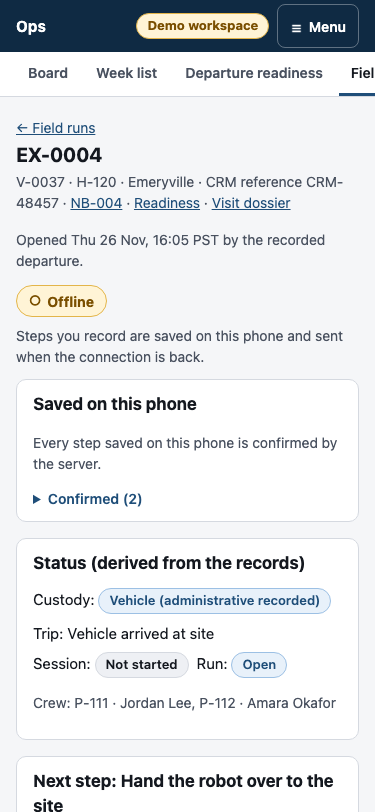 Ops
Demo workspace
≡ Menu
Board
Week list
Departure readiness
Fiel
← Field runs
EX-0004
V-0037 · H-120 · Emeryville · CRM reference CRM-
48457 · NB-004 · Readiness · Visit dossier
Opened Thu 26 Nov, 16:05 PST by the recorded
departure.
Offline
Steps you record are saved on this phone and sent
when the connection is back.
Saved on this phone
Every step saved on this phone is confirmed by
the server.
Confirmed (2)
Status (derived from the records)
Custody: Vehicle (administrative recorded)
Trip: Vehicle arrived at site
Session: Not started Run: Open
Crew: P-111 · Jordan Lee, P-112 · Amara Okafor
Next step: Hand the robot over to the
site